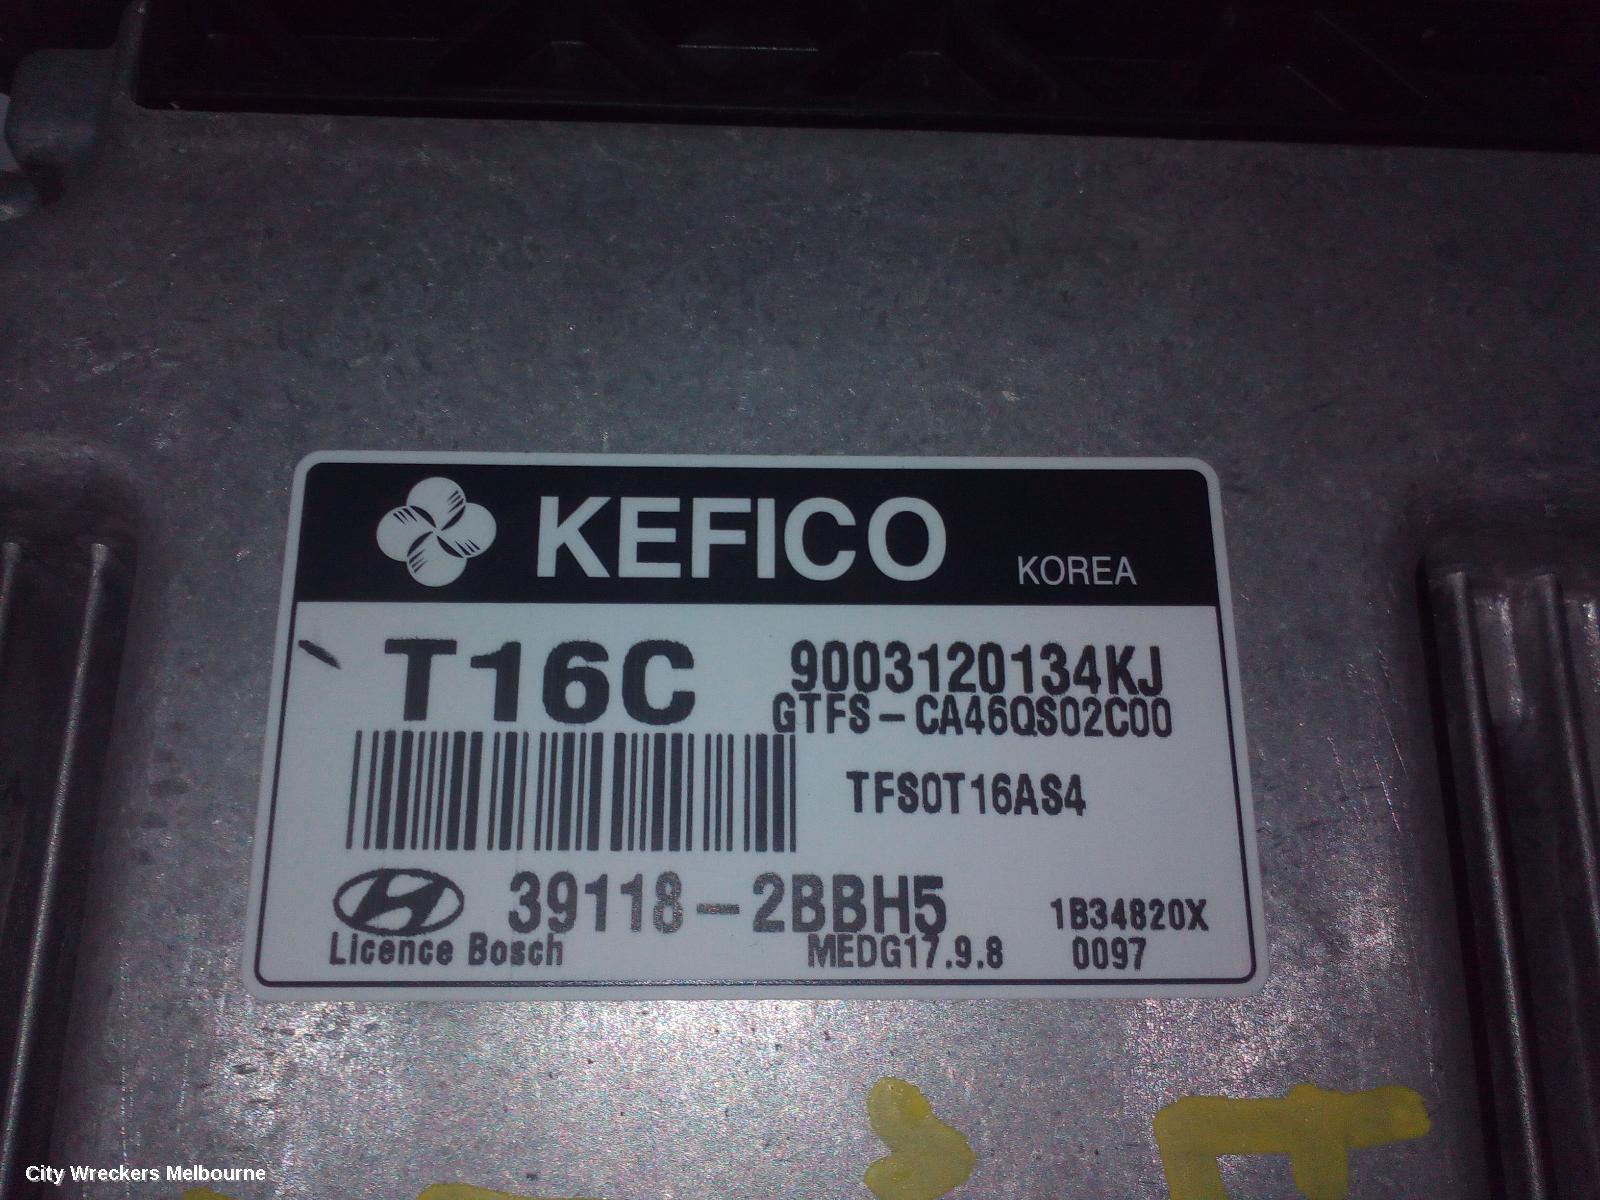 KEFICO KOREA
T16C 9003120134KJ
GTFS-CA46QS02C00
TFS0T16AS4
39118-2BBH5 1B34820X
Licence Bosch MEDG17.9.8 0097
City Wreckers Melbourne